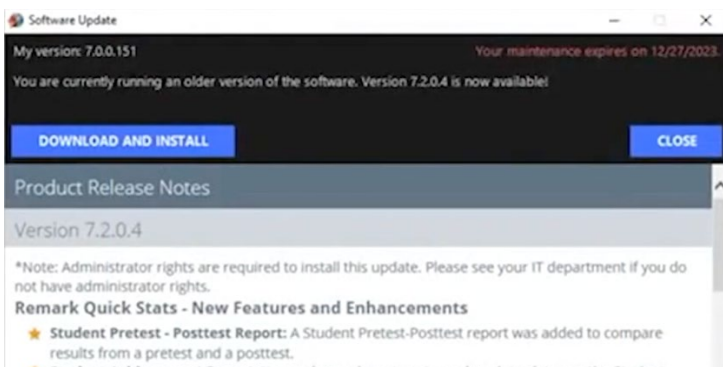 Software Update
My version: 7.0.0.151
Your maintenance expires on 12/27/2023.
You are currently running an older version of the software. Version 7.2.0.4 is now available!
DOWNLOAD AND INSTALL
CLOSE
Product Release Notes
Version 7.2.0.4
*Note: Administrator rights are required to install this update. Please see your IT department if you do
not have administrator rights.
Remark Quick Stats - New Features and Enhancements
Student Pretest - Posttest Report: A Student Pretest-Posttest report was added to compare
results from a pretest and a posttest.